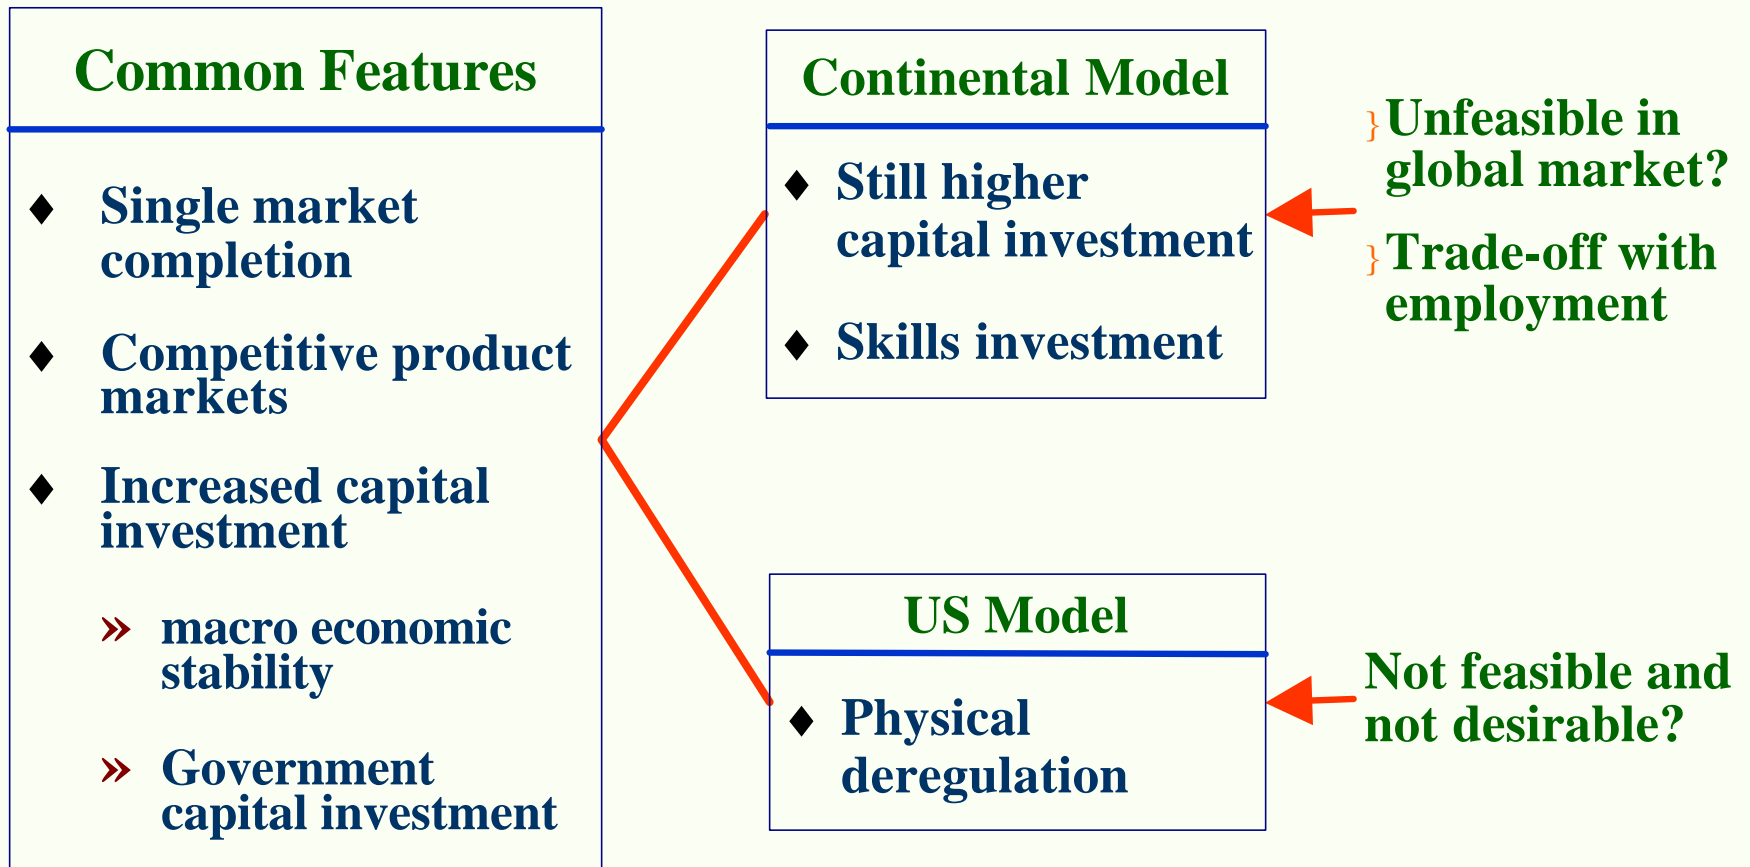 Common Features
♦ Single market
completion
♦ Competitive product
markets
♦ Increased capital
investment
» macro economic
stability
» Government
capital investment
Continental Model
♦ Still higher
capital investment
♦ Skills investment
} Unfeasible in
global market?
} Trade-off with
employment
US Model
♦ Physical
deregulation
Not feasible and
not desirable?